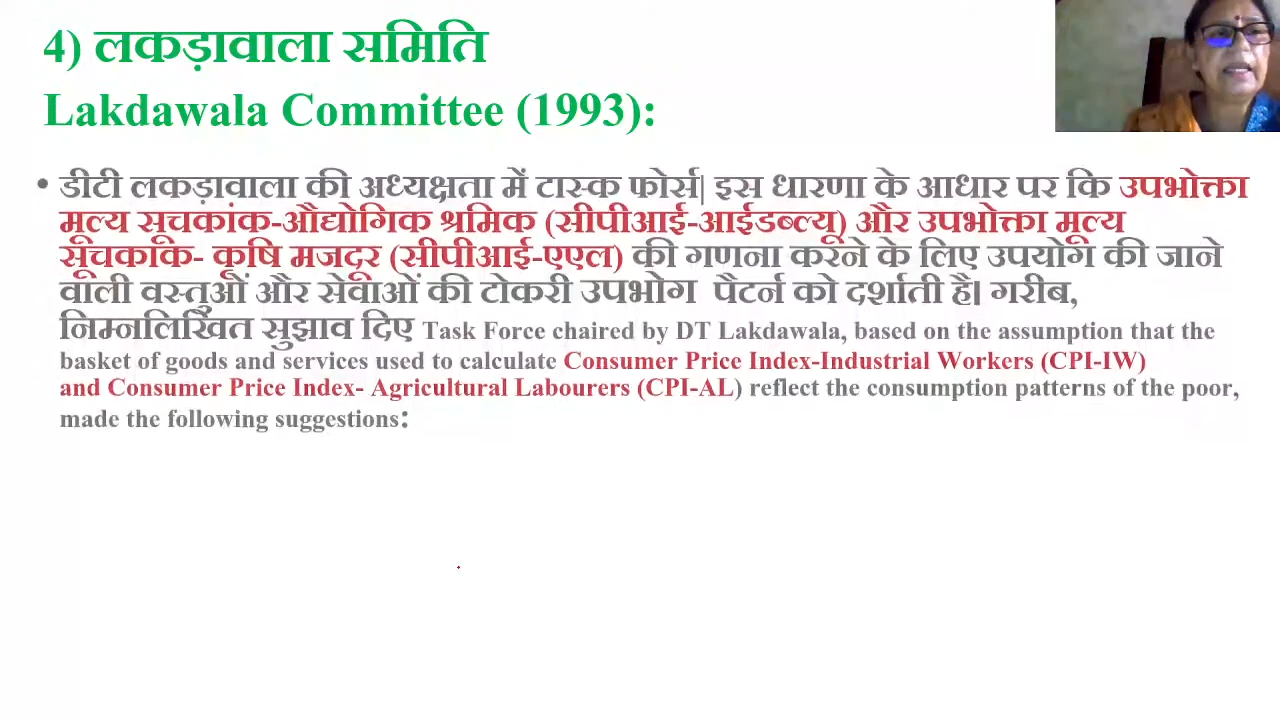 4) लकड़ावाला समिति
Lakdawala Committee (1993):
• डीटी लकड़ावाला की अध्यक्षता में टास्क फोर्स| इस धारणा के आधार पर कि उपभोक्ता
मूल्य सूचकांक-औद्योगिक श्रमिक (सीपीआई-आईडब्ल्यू) और उपभोक्ता मूल्य
सूचकांक- कृषि मजदूर (सीपीआई-एएल) की गणना करने के लिए उपयोग की जाने
वाली वस्तुओं और सेवाओं की टोकरी उपभोग पैटर्न को दर्शाती है। गरीब,
निम्नलिखित सुझाव दिए Task Force chaired by DT Lakdawala, based on the assumption that the
basket of goods and services used to calculate Consumer Price Index-Industrial Workers (CPI-IW)
and Consumer Price Index- Agricultural Labourers (CPI-AL) reflect the consumption patterns of the poor,
made the following suggestions: